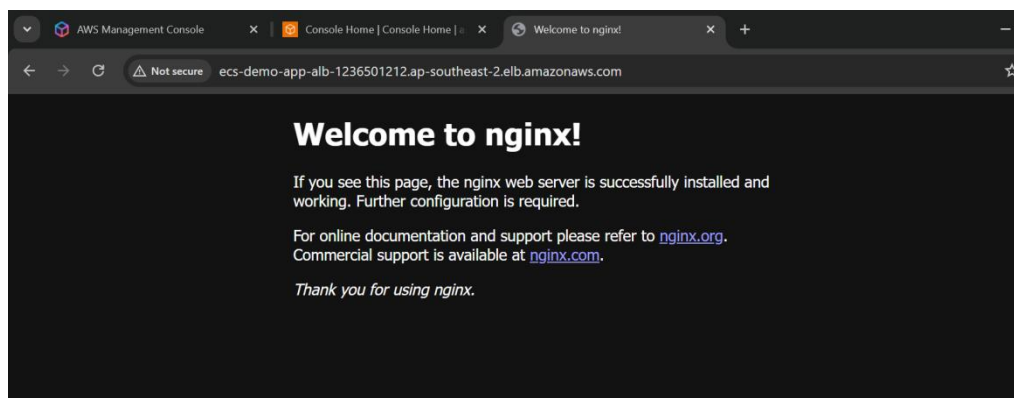 AWS Management Console
Console Home | Console Home | a
Welcome to nginx!
Not secure
ecs-demo-app-alb-1236501212.ap-southeast-2.elb.amazonaws.com
Welcome to nginx!
If you see this page, the nginx web server is successfully installed and
working. Further configuration is required.
For online documentation and support please refer to nginx.org.
Commercial support is available at nginx.com.
Thank you for using nginx.